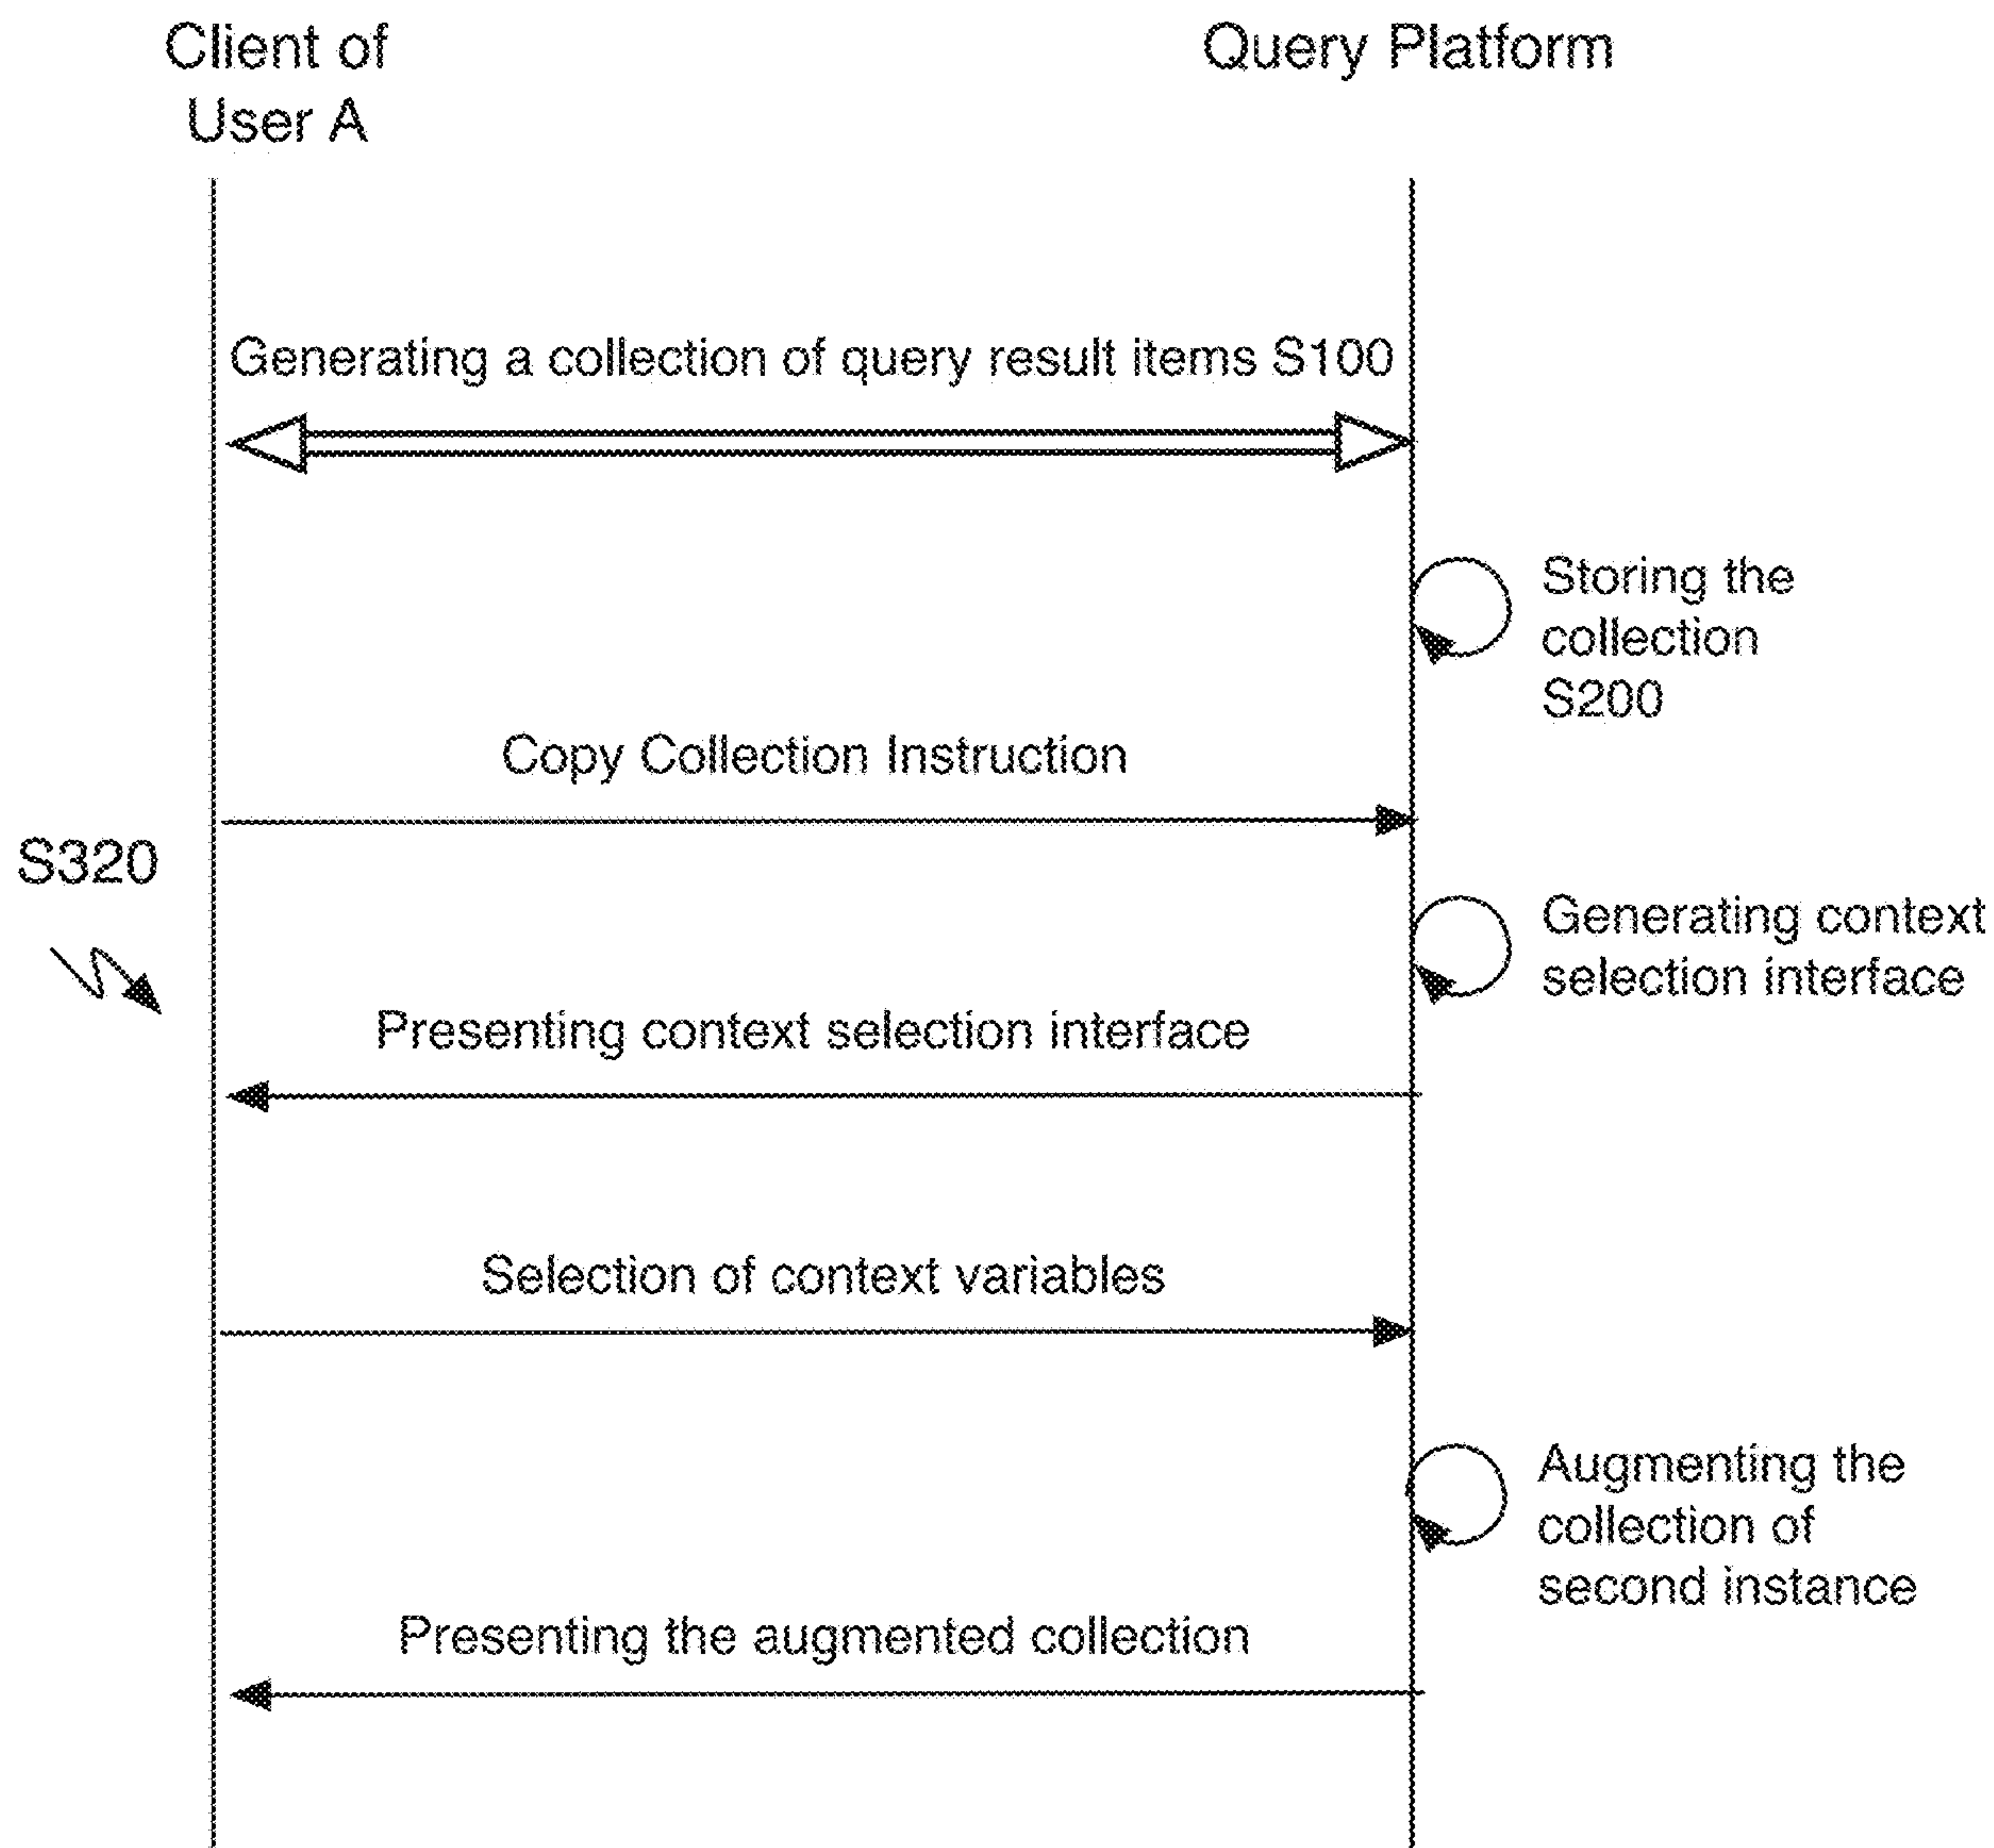 Client of
User A
Query Platform
Generating a collection of query result items S100
Storing the
collection
S200
Copy Collection Instruction
S320
Generating context
selection interface
Presenting context selection interface
Selection of context variables
Augmenting the
collection of
second instance
Presenting the augmented collection